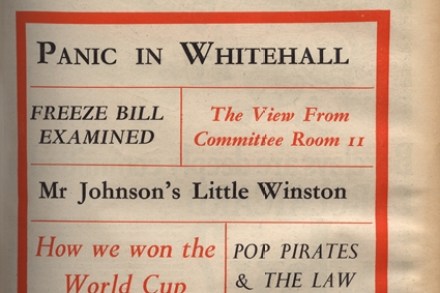 PANIC IN WHITEHALL
FREEZE BILL
EXAMINED
The View From
Committee Room 11
Mr Johnson's Little Winston
How we won the
World Cup
POP PIRATES
& THE LAW